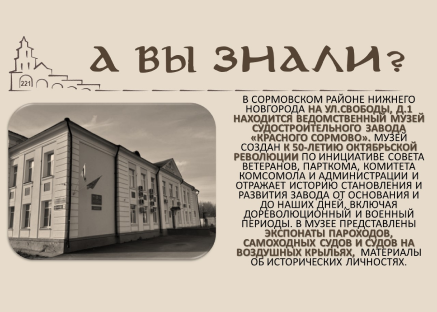 А ВЫ ЗНАЛИ?
221
В СОРМОВСКОМ РАЙОНЕ НИЖНЕГО
НОВГОРОДА НА УЛ.СВОБОДЫ, Д.1
НАХОДИТСЯ ВЕДОМСТВЕННЫЙ МУЗЕЙ
СУДОСТРОИТЕЛЬНОГО ЗАВОДА
«КРАСНОГО СОРМОВО». МУЗЕЙ
СОЗДАН К 50-ЛЕТИЮ ОКТЯБРЬСКОЙ
РЕВОЛЮЦИИ ПО ИНИЦИАТИВЕ СОВЕТА
ВЕТЕРАНОВ, ПАРТКОМА, КОМИТЕТА
КОМСОМОЛА И АДМИНИСТРАЦИИ И
ОТРАЖАЕТ ИСТОРИЮ СТАНОВЛЕНИЯ И
РАЗВИТИЯ ЗАВОДА ОТ ОСНОВАНИЯ И
ДО НАШИХ ДНЕЙ, ВКЛЮЧАЯ
ДОРЕВОЛЮЦИОННЫЙ И ВОЕННЫЙ
ПЕРИОДЫ. В МУЗЕЕ ПРЕДСТАВЛЕНЫ
ЭКСПОНАТЫ ПАРОХОДОВ,
САМОХОДНЫХ СУДОВ И СУДОВ НА
ВОЗДУШНЫХ КРЫЛЬЯХ, МАТЕРИАЛЫ
ОБ ИСТОРИЧЕСКИХ ЛИЧНОСТЯХ.